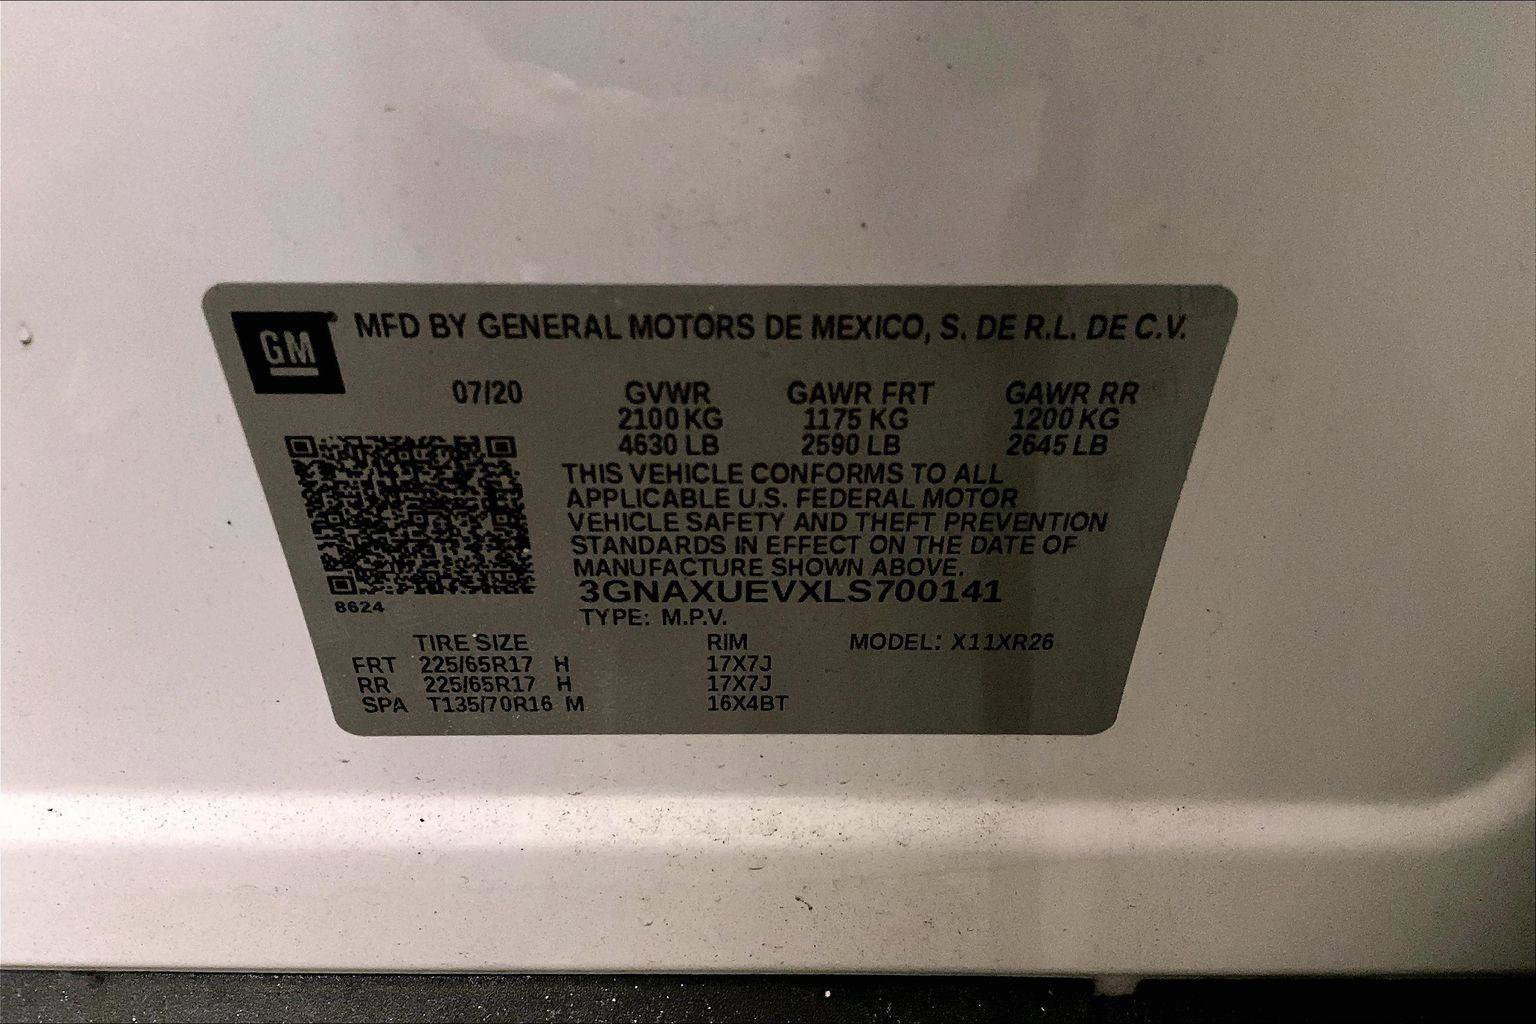 GM
MFD BY GENERAL MOTORS DE MEXICO, S. DE R.L. DE C.V.
07/20 GVWR GAWR FRT GAWR RR
2100 KG 1175 KG 1200 KG
4630 LB 2590 LB 2645 LB
THIS VEHICLE CONFORMS TO ALL
APPLICABLE U.S. FEDERAL MOTOR
VEHICLE SAFETY AND THEFT PREVENTION
STANDARDS IN EFFECT ON THE DATE OF
MANUFACTURE SHOWN ABOVE.
3GNAXUEVXLS700141
8624
TYPE: M.P.V.
TIRE SIZE RIM MODEL: X11XR26
FRT 225/65R17 H 17X7J
RR 225/65R17 H 17X7J
SPA T135/70R16 M 16X4BT